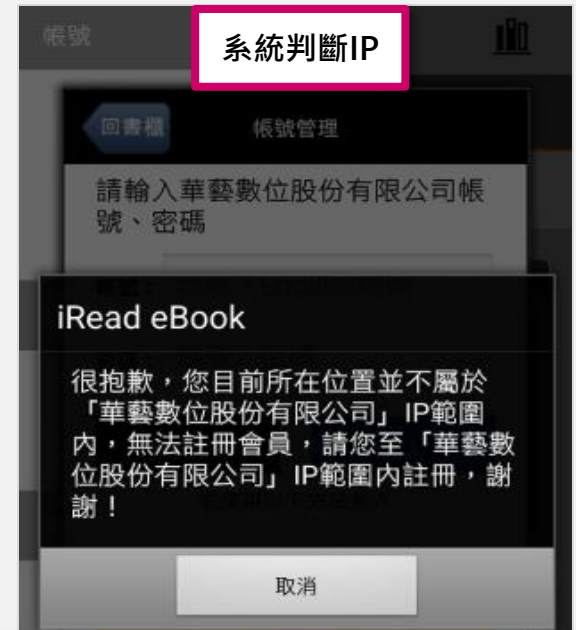 帳號
系統判斷IP
回書櫃
帳號管理
請輸入華藝數位股份有限公司帳
號、密碼
iRead eBook
很抱歉，您目前所在位置並不屬於
「華藝數位股份有限公司」IP範圍
內，無法註冊會員，請您至「華藝數
位股份有限公司」IP範圍內註冊，謝
謝！
取消